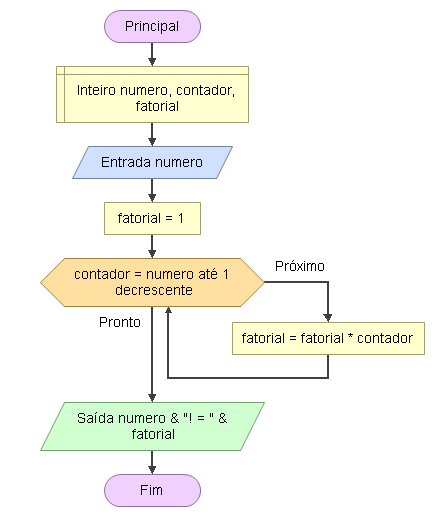 Principal
Inteiro numero, contador,
fatorial
Entrada numero
fatorial = 1
contador = numero até 1
decrescente
Próximo
fatorial = fatorial * contador
Pronto
Saída numero & "! = " &
fatorial
Fim